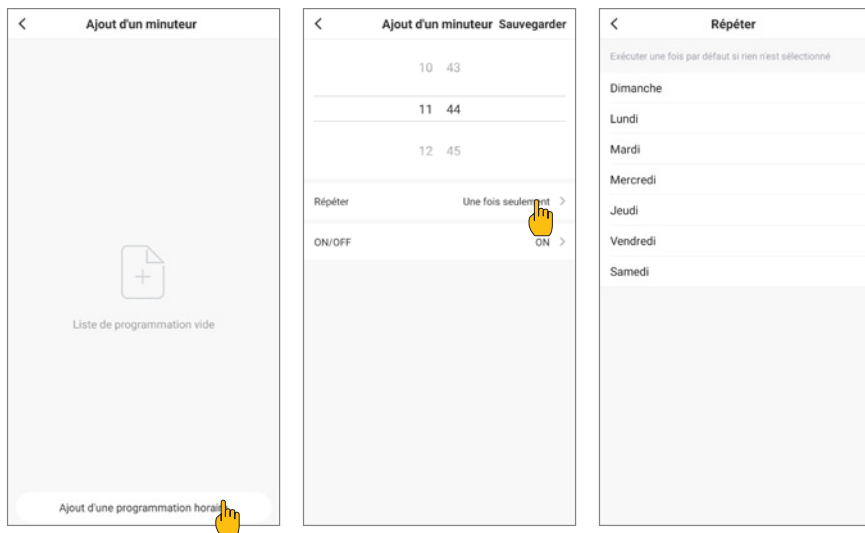 Ajout d'un minuteur
Liste de programmation vide
Ajout d'une programmation horaire
Ajout d'un minuteur Sauvegarder
10 43
11 44
12 45
Répéter Une fois seulement
ON/OFF ON
Répéter
Exécuter une fois par défaut si rien n'est sélectionné
Dimanche
Lundi
Mardi
Mercredi
Jeudi
Vendredi
Samedi